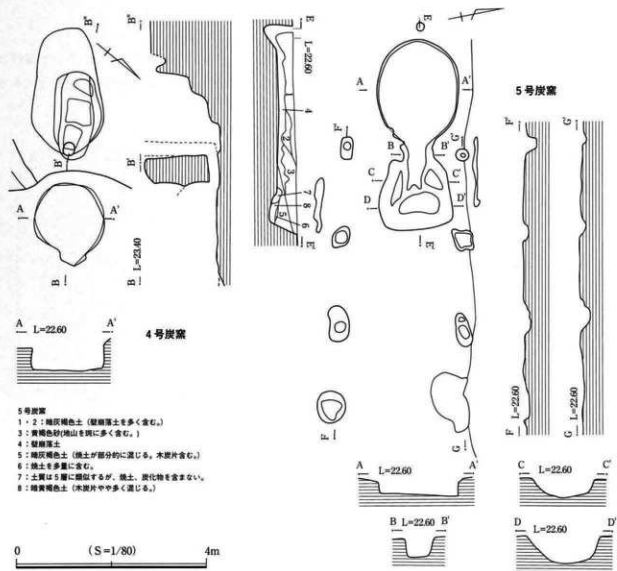 B"
B"
B'
B'
A
A'
B
L=23.40
B
A
L=22.60
A'
4号炭窯
E
L=22.60
4
2
3
7
8
5
6
E'
E
A
A'
F'
G'
B
B'
C
C'
D
D'
E'
F
G
5号炭窯
F'
G'
L=22.60
F
L=22.60
G
A
L=22.60
A'
C
L=22.60
C'
B
L=22.60
B'
D
L=22.60
D'
5号炭窯
1・2:暗灰褐色土(壁崩落土を多く含む。)
3:黄褐色砂(地山を斑に多く含む。)
4:壁崩落土
5:暗灰褐色土(焼土が部分的に混じる。木炭片含む。)
6:焼土を多量に含む。
7:土質は5層に類似するが、焼土、炭化物を含まない。
8:暗黄褐色土(木炭片やや多く混じる。)
0
(S=1/80)
4m